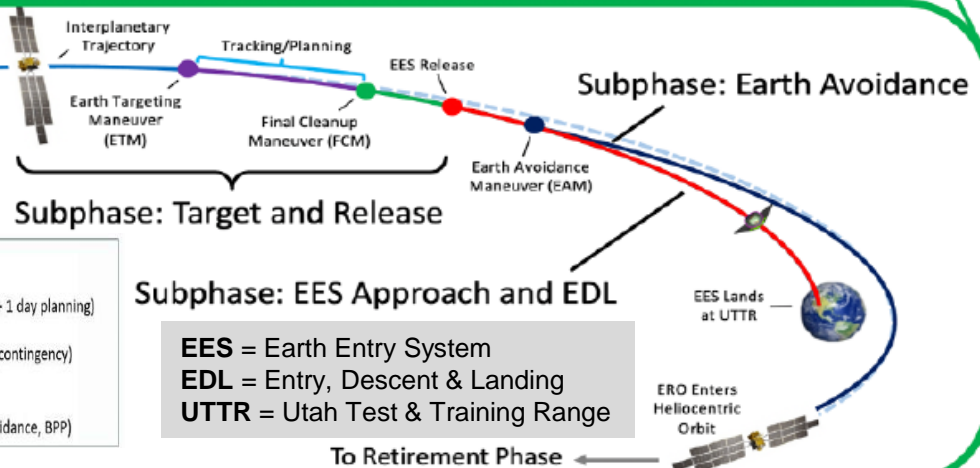 Interplanetary
Trajectory
Tracking/Planning
EES Release
Subphase: Earth Avoidance
Earth Targeting
Maneuver
(ETM)
Final Cleanup
Maneuver (FCM)
Earth Avoidance
Maneuver (EAM)
Subphase: Target and Release
1 day planning)
contingency)
BPP)
Subphase: EES Approach and EDL
EES = Earth Entry System
EDL = Entry, Descent & Landing
UTTR = Utah Test & Training Range
EES Lands
at UTTR
ERO Enters
Heliocentric
Orbit
To Retirement Phase